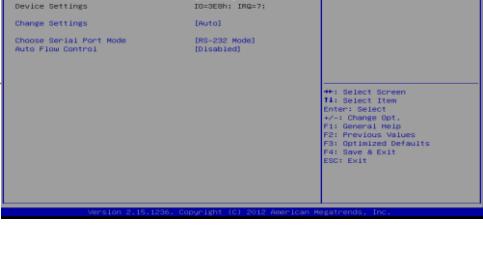 Device Settings IO=3E8h; IRQ=7;
Change Settings [Auto]
Choose Serial Port Mode [RS-232 Mode]
Auto Flow Control [Disabled]
→←: Select Screen
↑↓: Select Item
Enter: Select
+/-: Change Opt.
F1: General Help
F2: Previous Values
F3: Optimized Defaults
F4: Save & Exit
ESC: Exit
Version 2.15.1236. Copyright (C) 2012 American Megatrends, Inc.